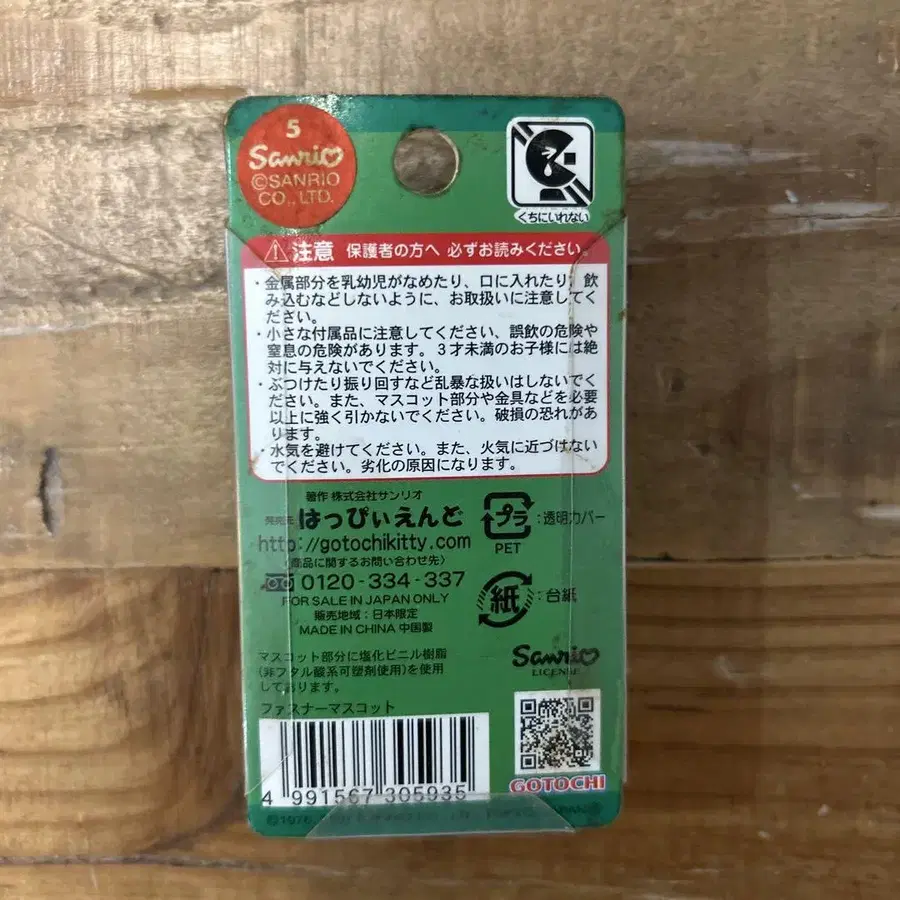 5
Sanrio
©SANRIO
CO., LTD.
くちにいれない
注意 保護者の方へ 必ずお読みください。
・金属部分を乳幼児がなめたり、口に入れたり、飲
み込むなどしないように、お取扱いに注意してく
ださい。
・小さな付属品に注意してください、誤飲の危険や
窒息の危険があります。3才未満のお子様には絶
対に与えないでください。
・ぶつけたり振り回すなど乱暴な扱いはしないでく
ださい。また、マスコット部分や金具などを必要
以上に強く引かないでください。破損の恐れがあ
ります。
・水気を避けてください。また、火気に近づけない
でください。劣化の原因になります。
著作 株式会社サンリオ
発売元 はっぴぃえんど
http://gotochikitty.com
〈商品に関するお問い合わせ先〉
0120-334-337
FOR SALE IN JAPAN ONLY
販売地域:日本限定
MADE IN CHINA 中国製
プラ :透明カバー
PET
紙 :台紙
マスコット部分に塩化ビニル樹脂
(非フタル酸系可塑剤使用)を使用
しております。
ファスナーマスコット
Sanrio
LICENSE
4 991567 305935
GOTOCHI
©1976,